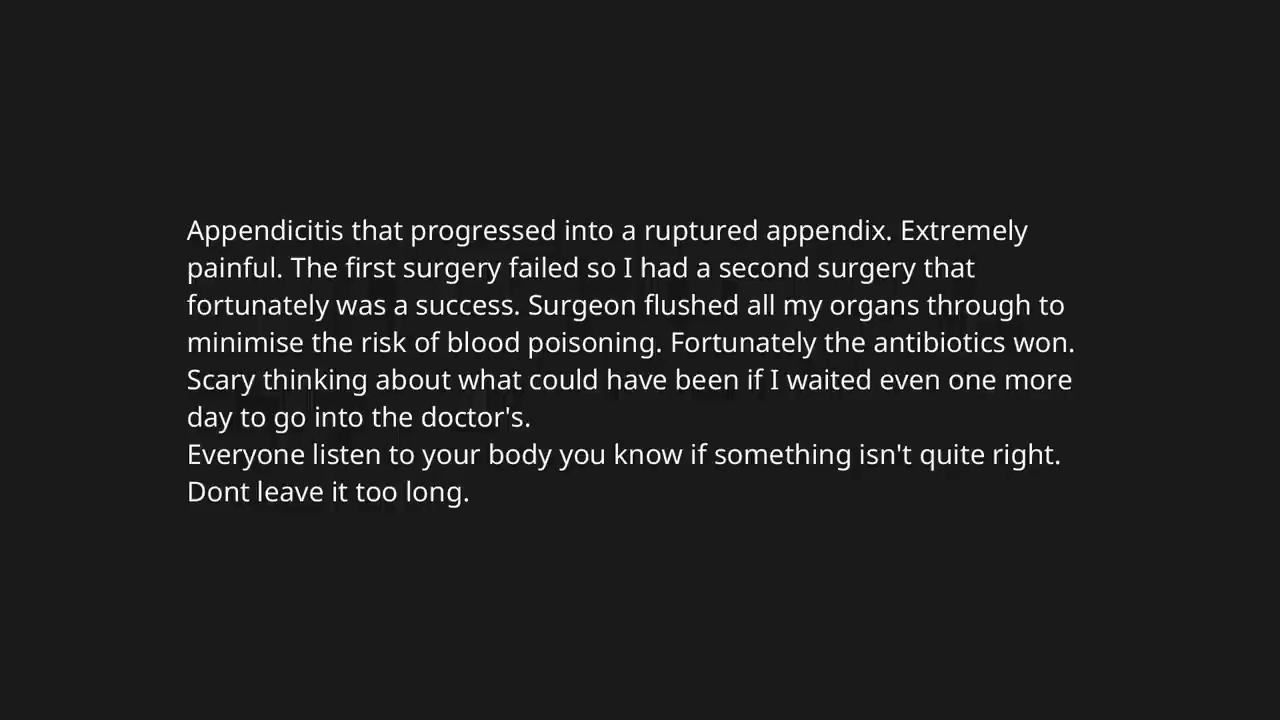 Appendicitis that progressed into a ruptured appendix. Extremely
painful. The first surgery failed so I had a second surgery that
fortunately was a success. Surgeon flushed all my organs through to
minimise the risk of blood poisoning. Fortunately the antibiotics won.
Scary thinking about what could have been if I waited even one more
day to go into the doctor's.
Everyone listen to your body you know if something isn't quite right.
Dont leave it too long.